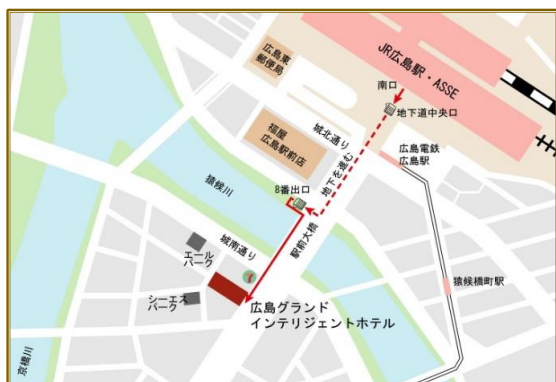 JR広島駅・ASSE
広島東
郵便局
南口
地下道中央口
城北通り
福屋
広島駅前店
地下を進む
広島電鉄
広島駅
猿候川
8番出口
駅前大橋
城南通り
エール
パーク
シーエス
パーク
広島グランド
インテリジェントホテル
猿候橋町駅
京橋川